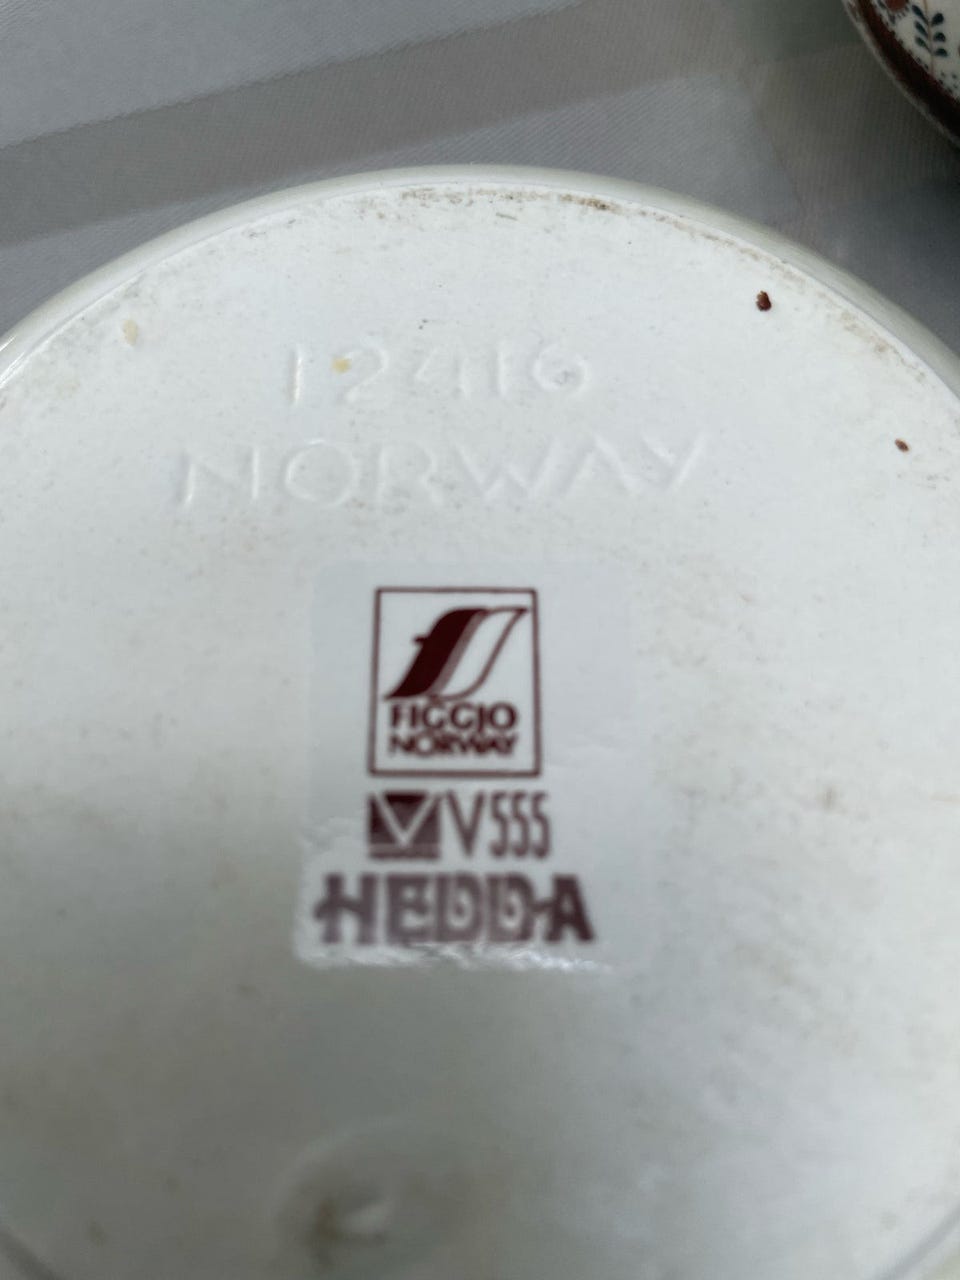 12416
NORWAY
FIGGJO
NORWAY
V555
HEDDA